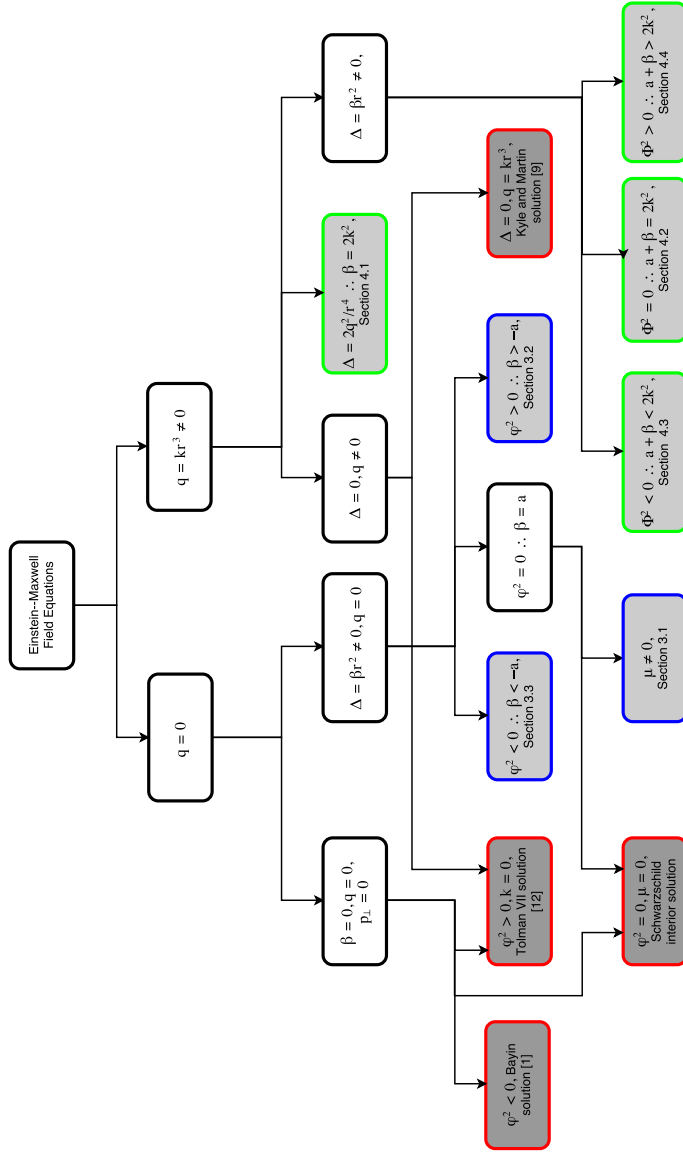 Einstein--Maxwell
Field Equations
q = 0
q = kr³ ≠ 0
β = 0, q = 0,
p⊥ = 0
Δ = βr² ≠ 0, q = 0
Δ = 0, q ≠ 0
Δ = 2q²/r⁴ ∴ β = 2k²,
Section 4.1
Δ = βr² ≠ 0,
φ² < 0, Bayin
solution [1]
φ² > 0, k = 0,
Tolman VII solution
[12]
φ² < 0 ∴ β < −a,
Section 3.3
φ² = 0 ∴ β = a
φ² > 0 ∴ β > −a,
Section 3.2
Δ = 0, q = kr³,
Kyle and Martin
solution [9]
φ² = 0, μ = 0,
Schwarzschild
interior solution
μ ≠ 0,
Section 3.1
Φ² < 0 ∴ a + β < 2k²,
Section 4.3
Φ² = 0 ∴ a + β = 2k²,
Section 4.2
Φ² > 0 ∴ a + β > 2k²,
Section 4.4